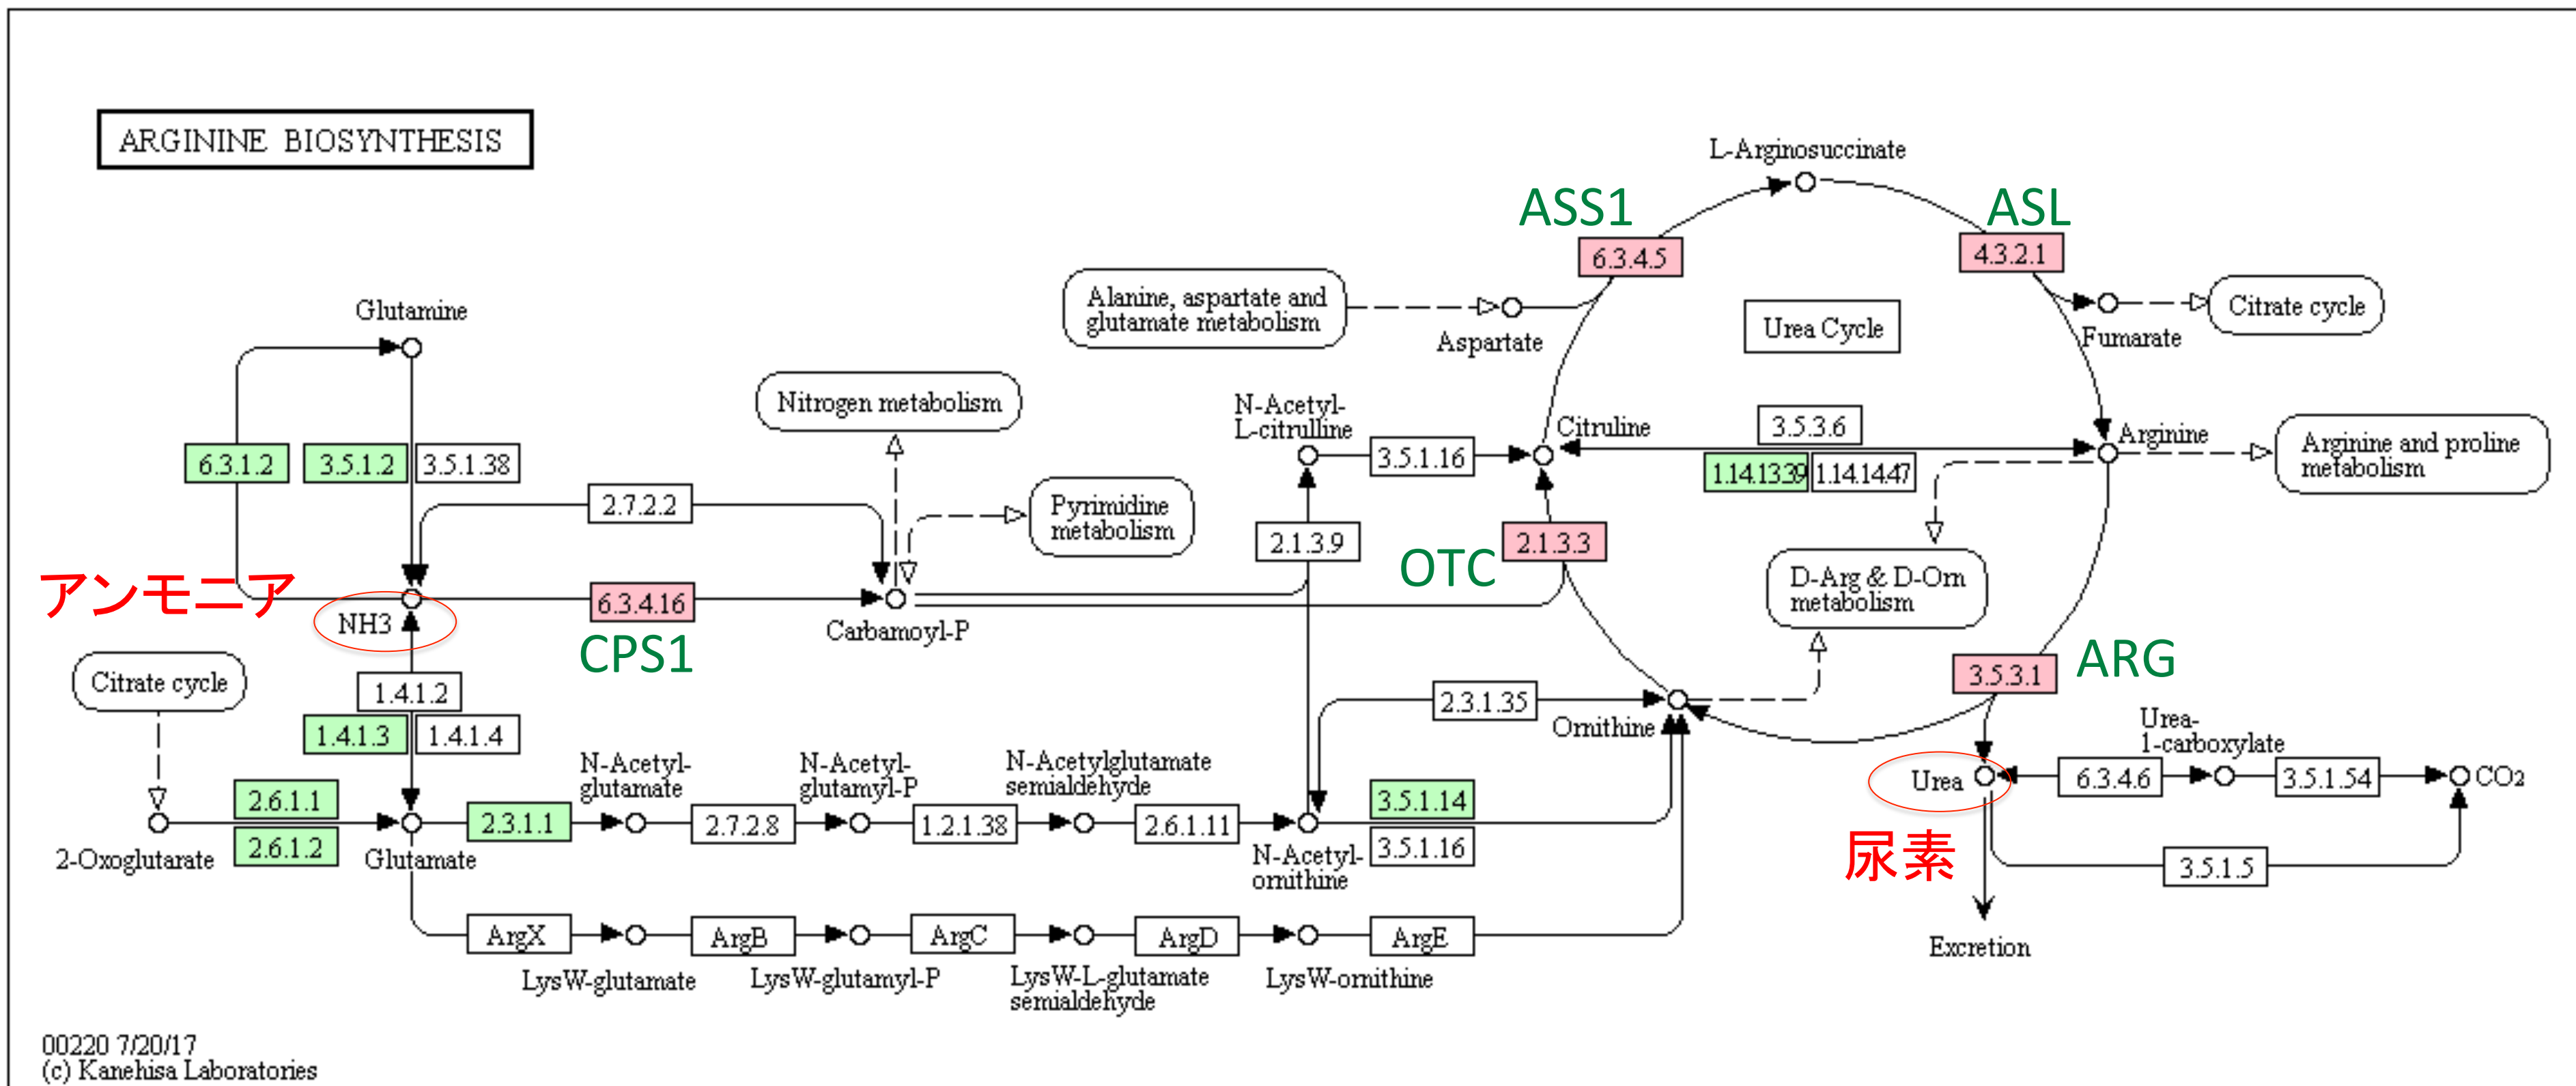 ARGININE BIOSYNTHESIS
L-Arginosuccinate
ASS1
ASL
6.3.4.5
4.3.2.1
Alanine, aspartate and
glutamate metabolism
Aspartate
Urea Cycle
Fumarate
Citrate cycle
Glutamine
Nitrogen metabolism
N-Acetyl-
L-citrulline
3.5.1.16
Citruline
3.5.3.6
1.14.13.39
1.14.14.47
Arginine
Arginine and proline
metabolism
6.3.1.2
3.5.1.2
3.5.1.38
2.7.2.2
Pyrimidine
metabolism
2.1.3.9
2.1.3.3
OTC
D-Arg & D-Orn
metabolism
アンモニア
NH3
6.3.4.16
CPS1
Carbamoyl-P
3.5.3.1
ARG
Citrate cycle
1.4.1.2
1.4.1.3
1.4.1.4
2.3.1.35
Ornithine
Urea-
1-carboxylate
Urea
6.3.4.6
3.5.1.54
CO2
尿素
3.5.1.5
Excretion
2-Oxoglutarate
2.6.1.1
2.6.1.2
Glutamate
2.3.1.1
N-Acetyl-
glutamate
2.7.2.8
N-Acetyl-
glutamyl-P
1.2.1.38
N-Acetylglutamate
semialdehyde
2.6.1.11
N-Acetyl-
ornithine
3.5.1.14
3.5.1.16
ArgX
LysW-glutamate
ArgB
LysW-glutamyl-P
ArgC
LysW-L-glutamate
semialdehyde
ArgD
LysW-ornithine
ArgE
00220 7/20/17
(c) Kanehisa Laboratories